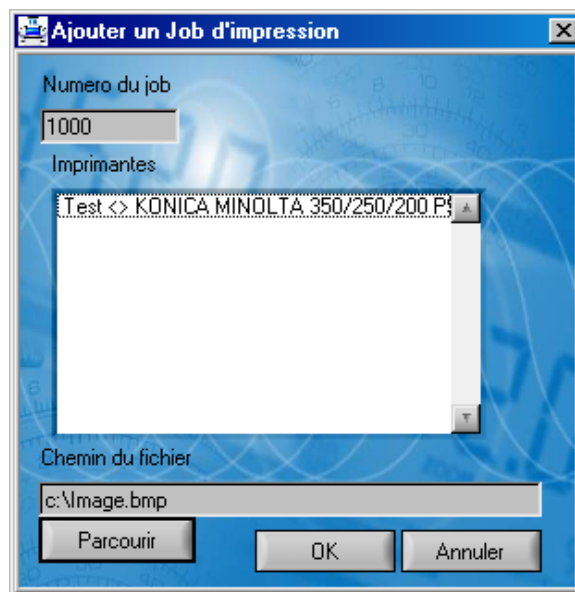 Ajouter un Job d'impression
Numero du job
1000
Imprimantes
Test <> KONICA MINOLTA 350/250/200
Chemin du fichier
c:\Image.bmp
Parcourir
OK
Annuler